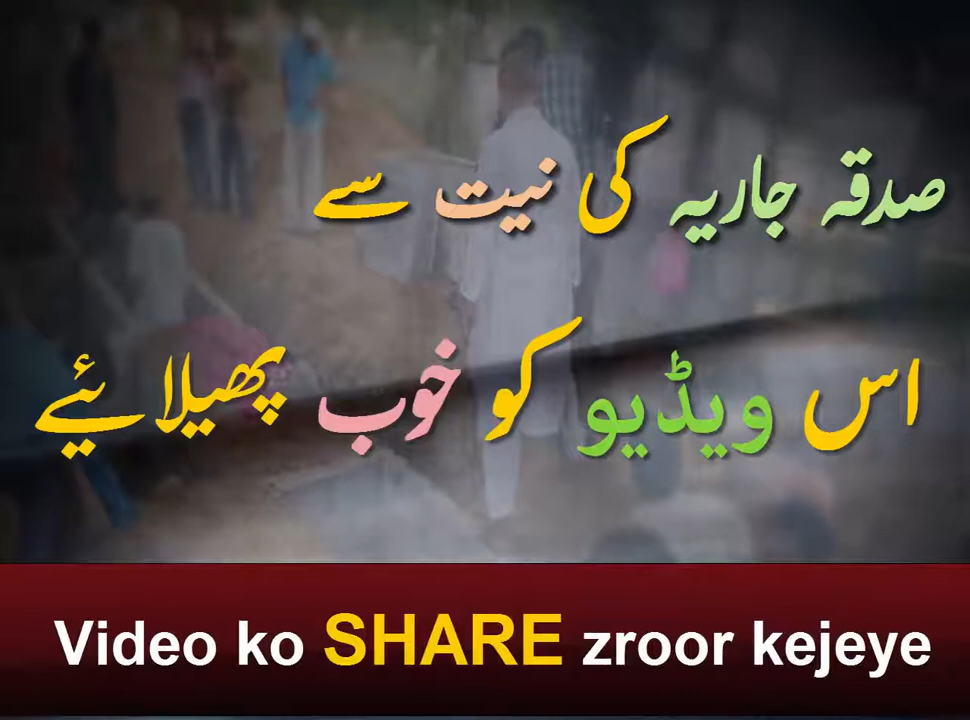 صدقہ جاریہ کی نیت سے
اس ویڈیو کو خوب پھیلائیے
Video ko SHARE zroor kejeye